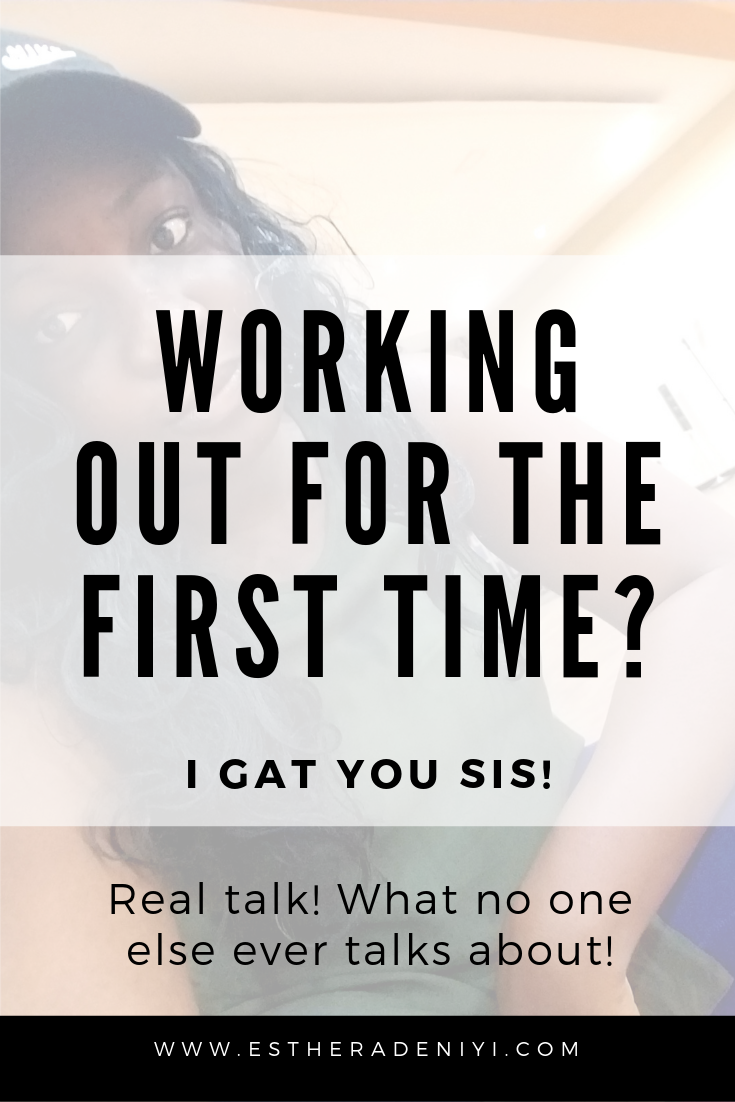 WORKING
OUT FOR THE
FIRST TIME?
I GAT YOU SIS!
Real talk! What no one
else ever talks about!
WWW.ESTHERADENIYI.COM